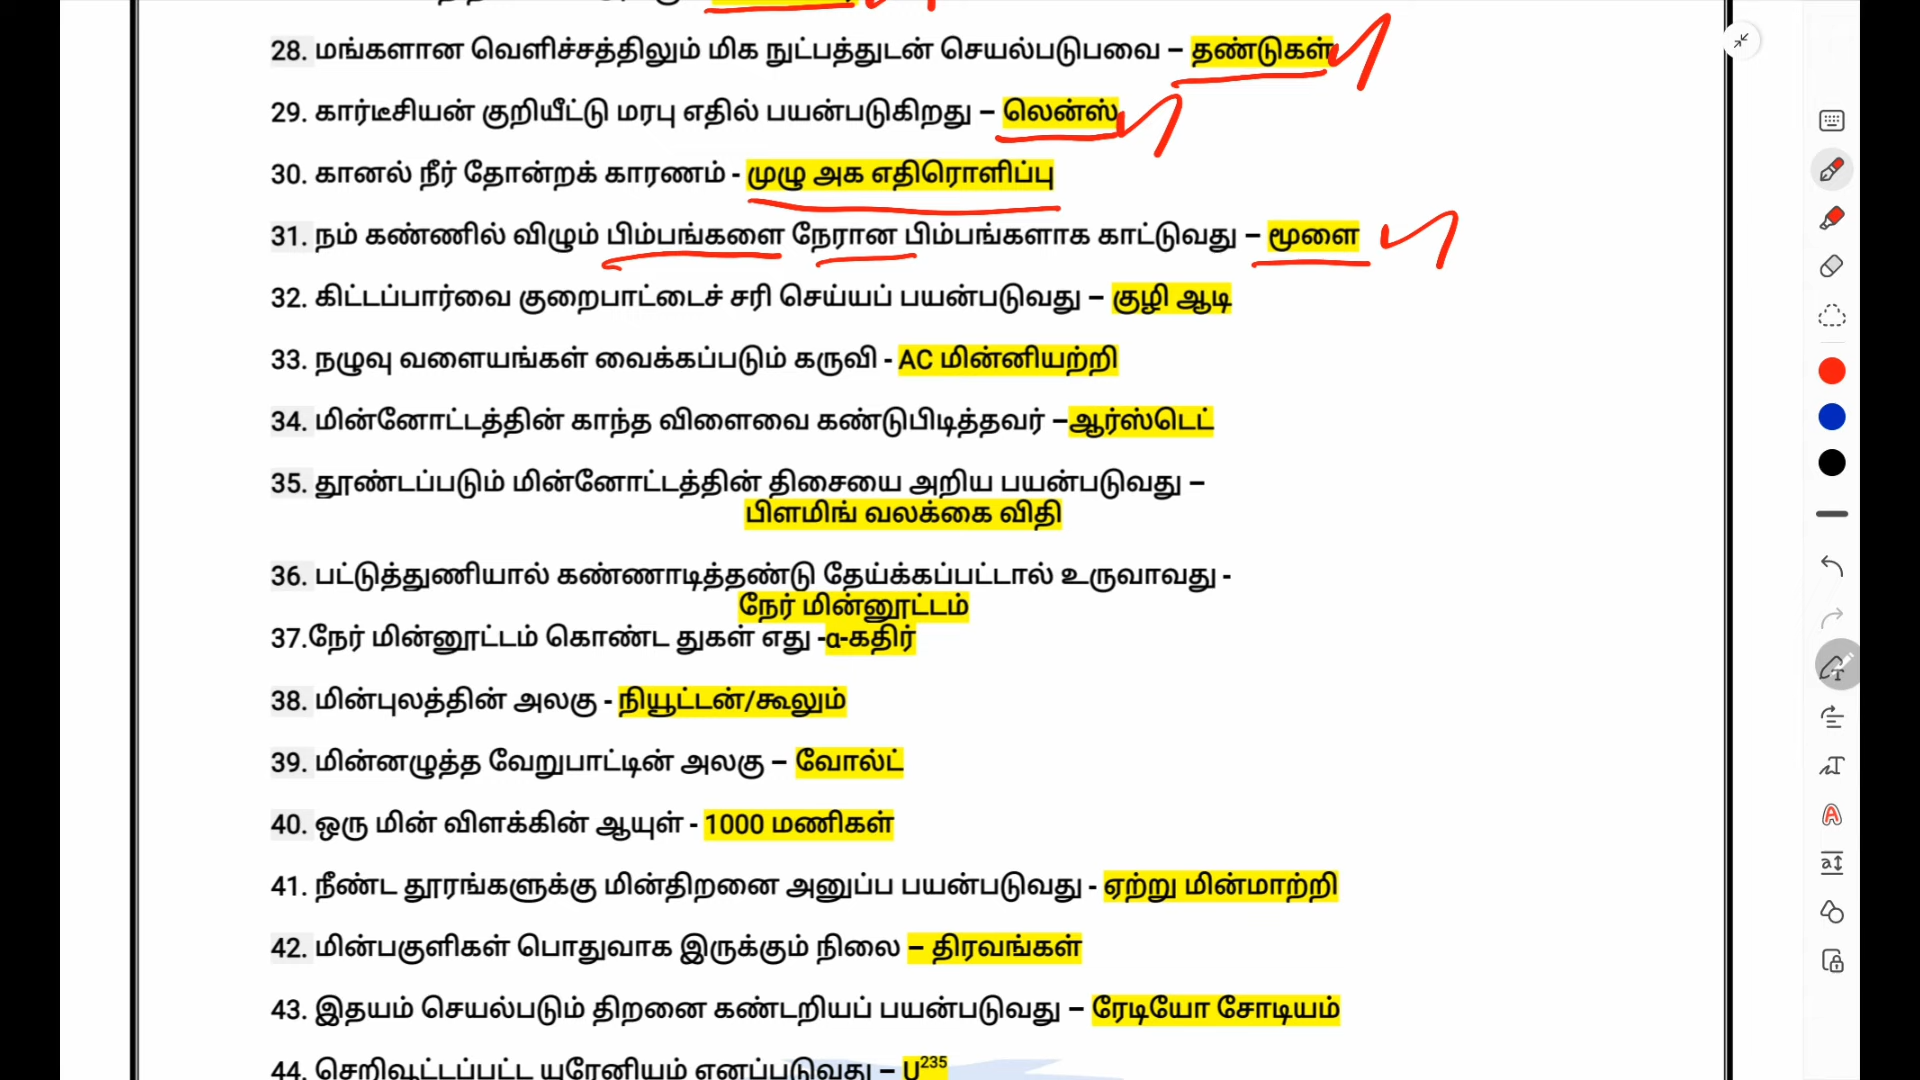 28. மங்களான வெளிச்சத்திலும் மிக நுட்பத்துடன் செயல்படுபவை – தண்டுகள்
29. கார்டீசியன் குறியீட்டு மரபு எதில் பயன்படுகிறது – லென்ஸ்
30. கானல் நீர் தோன்றக் காரணம் - முழு அக எதிரொளிப்பு
31. நம் கண்ணில் விழும் பிம்பங்களை நேரான பிம்பங்களாக காட்டுவது – மூளை
32. கிட்டப்பார்வை குறைபாட்டைச் சரி செய்யப் பயன்படுவது – குழி ஆடி
33. நழுவு வளையங்கள் வைக்கப்படும் கருவி - AC மின்னியற்றி
34. மின்னோட்டத்தின் காந்த விளைவை கண்டுபிடித்தவர் –ஆர்ஸ்டெட்
35. தூண்டப்படும் மின்னோட்டத்தின் திசையை அறிய பயன்படுவது –
பிளமிங் வலக்கை விதி
36. பட்டுத்துணியால் கண்ணாடித்தண்டு தேய்க்கப்பட்டால் உருவாவது -
நேர் மின்னூட்டம்
37.நேர் மின்னூட்டம் கொண்ட துகள் எது -α-கதிர்
38. மின்புலத்தின் அலகு - நியூட்டன்/கூலும்
39. மின்னழுத்த வேறுபாட்டின் அலகு – வோல்ட்
40. ஒரு மின் விளக்கின் ஆயுள் - 1000 மணிகள்
41. நீண்ட தூரங்களுக்கு மின்திறனை அனுப்ப பயன்படுவது - ஏற்று மின்மாற்றி
42. மின்பகுளிகள் பொதுவாக இருக்கும் நிலை – திரவங்கள்
43. இதயம் செயல்படும் திறனை கண்டறியப் பயன்படுவது – ரேடியோ சோடியம்
44. செறிவூட்டப்பட்ட யுரேனியம் எனப்படுவது – U²³⁵